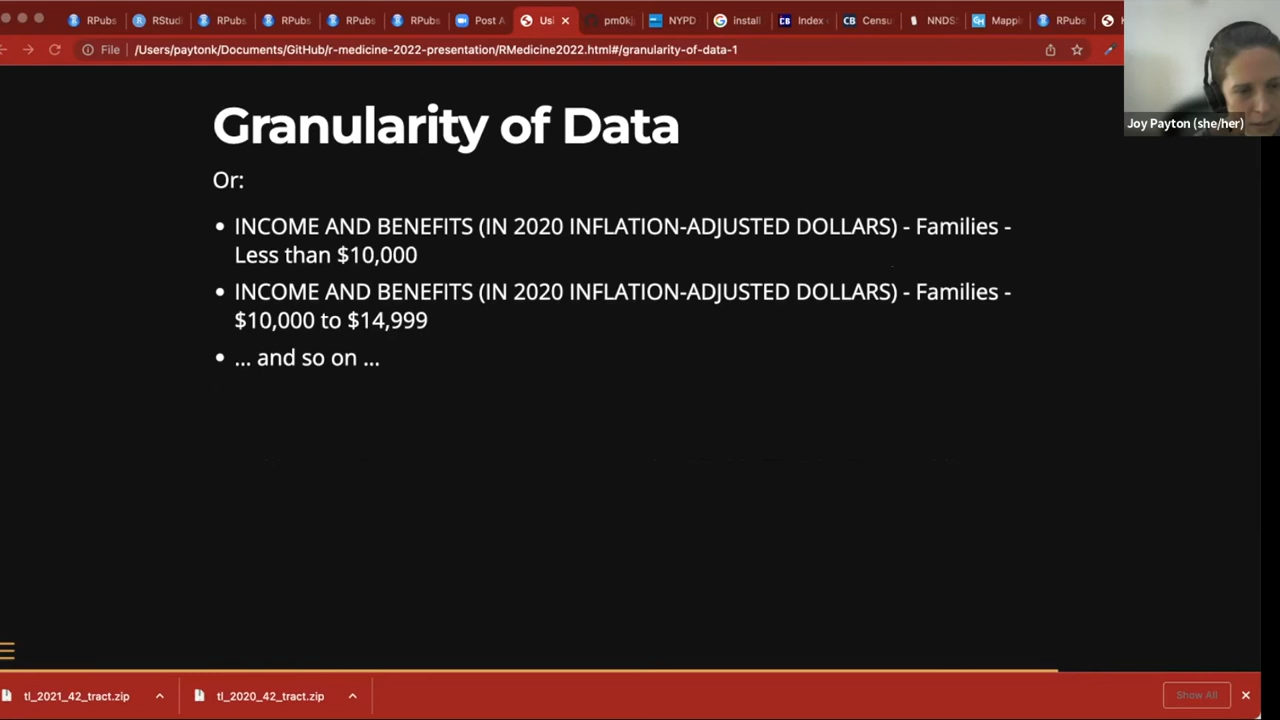 RPubs
RStudi
RPubs
RPubs
RPubs
RPubs
Post A
Usi
pm0k
NYPD
install
Index
Censu
NNDS
Mappi
RPubs
File
/Users/paytonk/Documents/GitHub/r-medicine-2022-presentation/RMedicine2022.html#/granularity-of-data-1
Joy Payton (she/her)
Granularity of Data
Or:
• INCOME AND BENEFITS (IN 2020 INFLATION-ADJUSTED DOLLARS) - Families -
Less than $10,000
• INCOME AND BENEFITS (IN 2020 INFLATION-ADJUSTED DOLLARS) - Families -
$10,000 to $14,999
• ... and so on ...
tl_2021_42_tract.zip
tl_2020_42_tract.zip
Show All